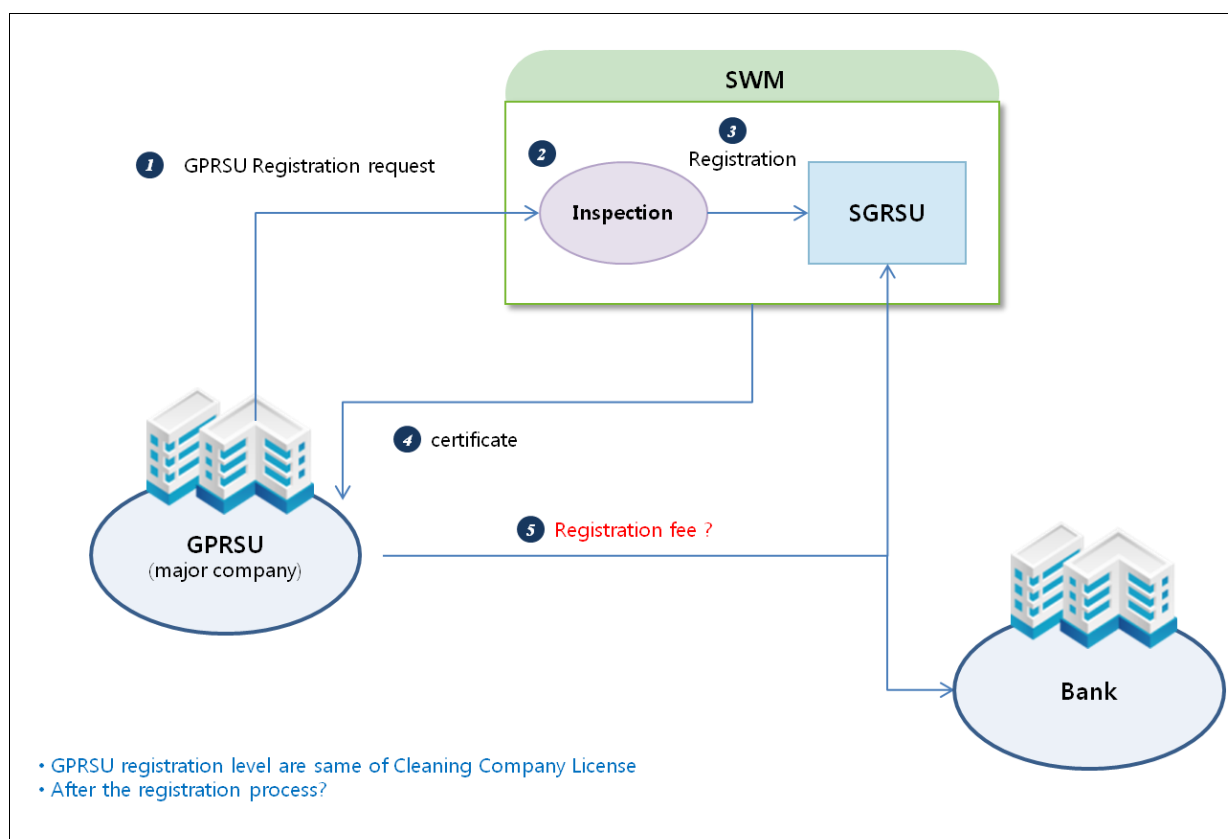 SWM
1 GPRSU Registration request
2
3
Registration
Inspection
SGRSU
4 certificate
5 Registration fee ?
GPRSU
(major company)
Bank
• GPRSU registration level are same of Cleaning Company License
• After the registration process?